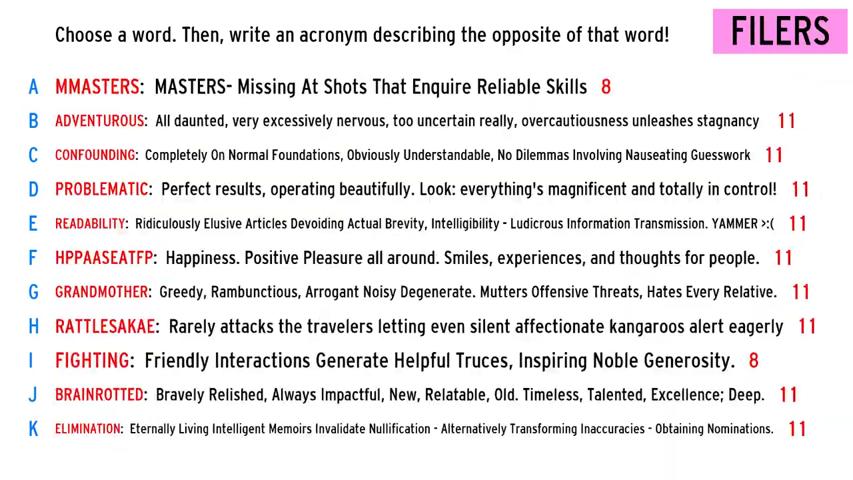 Choose a word. Then, write an acronym describing the opposite of that word!
FILERS
A MMASTERS: MASTERS- Missing At Shots That Enquire Reliable Skills 8
B ADVENTUROUS: All daunted, very excessively nervous, too uncertain really, overcautiousness unleashes stagnancy 11
C CONFOUNDING: Completely On Normal Foundations, Obviously Understandable, No Dilemmas Involving Nauseating Guesswork 11
D PROBLEMATIC: Perfect results, operating beautifully. Look: everything's magnificent and totally in control! 11
E READABILITY: Ridiculously Elusive Articles Devoiding Actual Brevity, Intelligibility - Ludicrous Information Transmission. YAMMER >:( 11
F HPPAASEATFP: Happiness. Positive Pleasure all around. Smiles, experiences, and thoughts for people. 11
G GRANDMOTHER: Greedy, Rambunctious, Arrogant Noisy Degenerate. Mutters Offensive Threats, Hates Every Relative. 11
H RATTLESAKAE: Rarely attacks the travelers letting even silent affectionate kangaroos alert eagerly 11
I FIGHTING: Friendly Interactions Generate Helpful Truces, Inspiring Noble Generosity. 8
J BRAINROTTED: Bravely Relished, Always Impactful, New, Relatable, Old. Timeless, Talented, Excellence; Deep. 11
K ELIMINATION: Eternally Living Intelligent Memoirs Invalidate Nullification - Alternatively Transforming Inaccuracies - Obtaining Nominations. 11